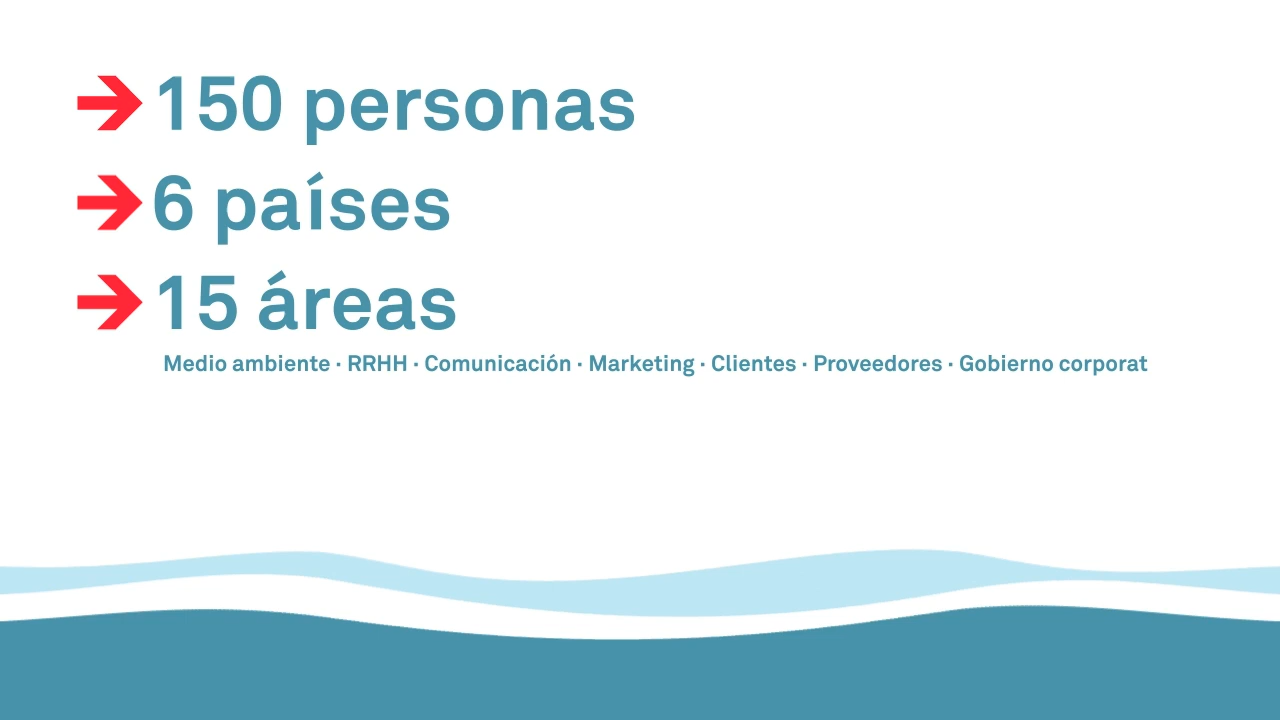 150 personas
6 países
15 áreas
Medio ambiente · RRHH · Comunicación · Marketing · Clientes · Proveedores · Gobierno corporat